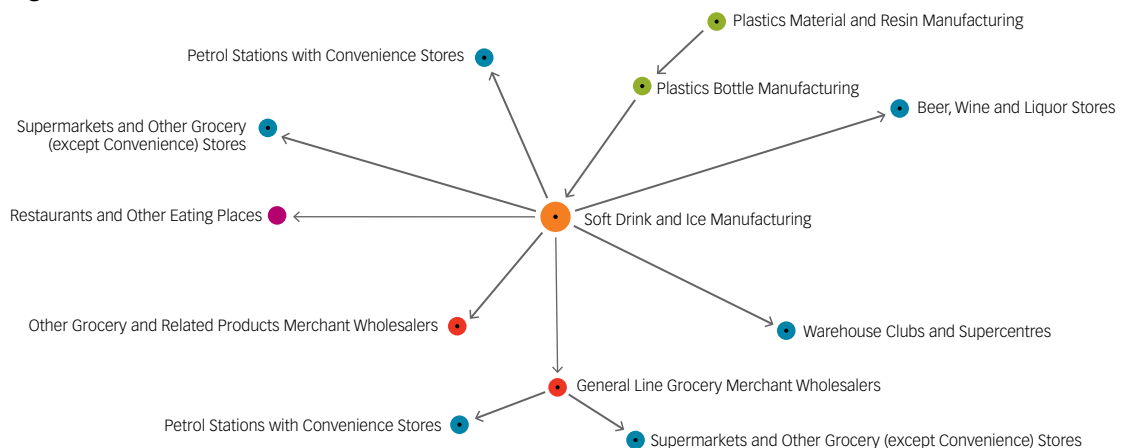 Plastics Material and Resin Manufacturing
Petrol Stations with Convenience Stores
Plastics Bottle Manufacturing
Beer, Wine and Liquor Stores
Supermarkets and Other Grocery
(except Convenience) Stores
Restaurants and Other Eating Places
Soft Drink and Ice Manufacturing
Other Grocery and Related Products Merchant Wholesalers
Warehouse Clubs and Supercentres
General Line Grocery Merchant Wholesalers
Petrol Stations with Convenience Stores
Supermarkets and Other Grocery (except Convenience) Stores